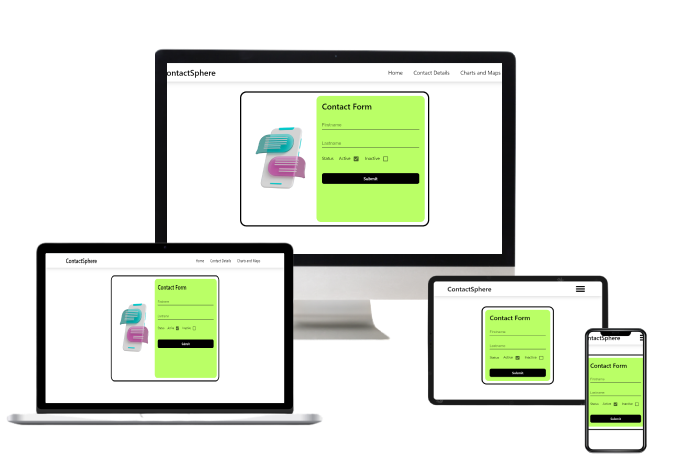 ontactSphere
Home Contact Details Charts and Maps
Contact Form
Firstname
Lastname
Status: Active Inactive
Submit
ContactSphere
Home Contact Details Charts and Maps
Contact Form
Firstname
Lastname
Status: Active Inactive
ContactSphere
Contact Form
Firstname
Lastname
Status: Active Inactive
Submit
ntactSphere
Contact Form
Firstname
Lastname
Status: Active Inactive
Submit